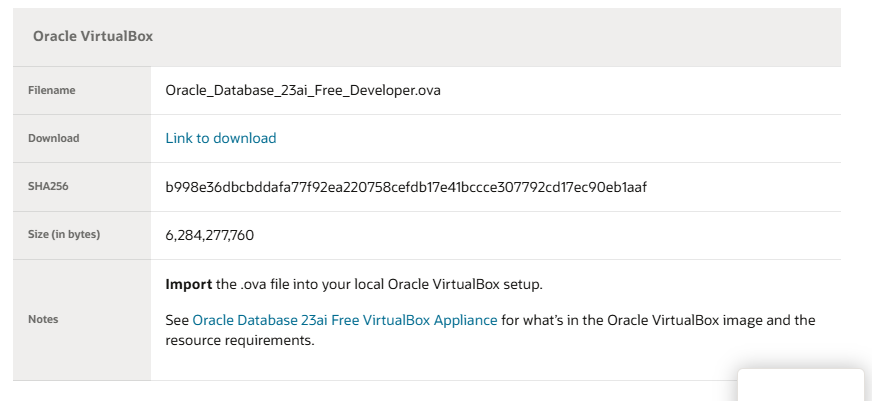 Oracle VirtualBox
Filename
Oracle_Database_23ai_Free_Developer.ova
Download
Link to download
SHA256
b998e36dbcbddafa77f92ea220758cefdb17e41bccce307792cd17ec90eb1aaf
Size (in bytes)
6,284,277,760
Notes
Import the .ova file into your local Oracle VirtualBox setup.
See Oracle Database 23ai Free VirtualBox Appliance for what's in the Oracle VirtualBox image and the
resource requirements.